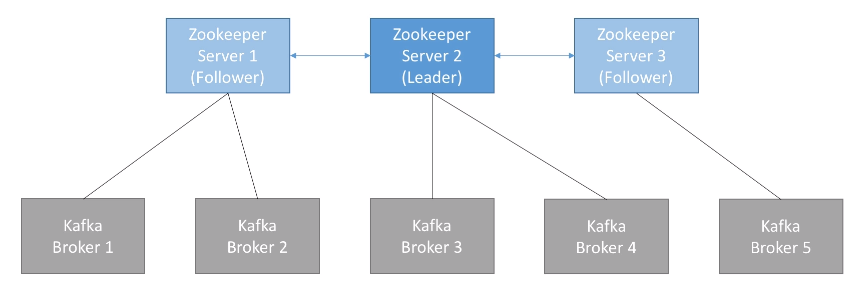 Zookeeper
Server 1
(Follower)
Zookeeper
Server 2
(Leader)
Zookeeper
Server 3
(Follower)
Kafka
Broker 1
Kafka
Broker 2
Kafka
Broker 3
Kafka
Broker 4
Kafka
Broker 5